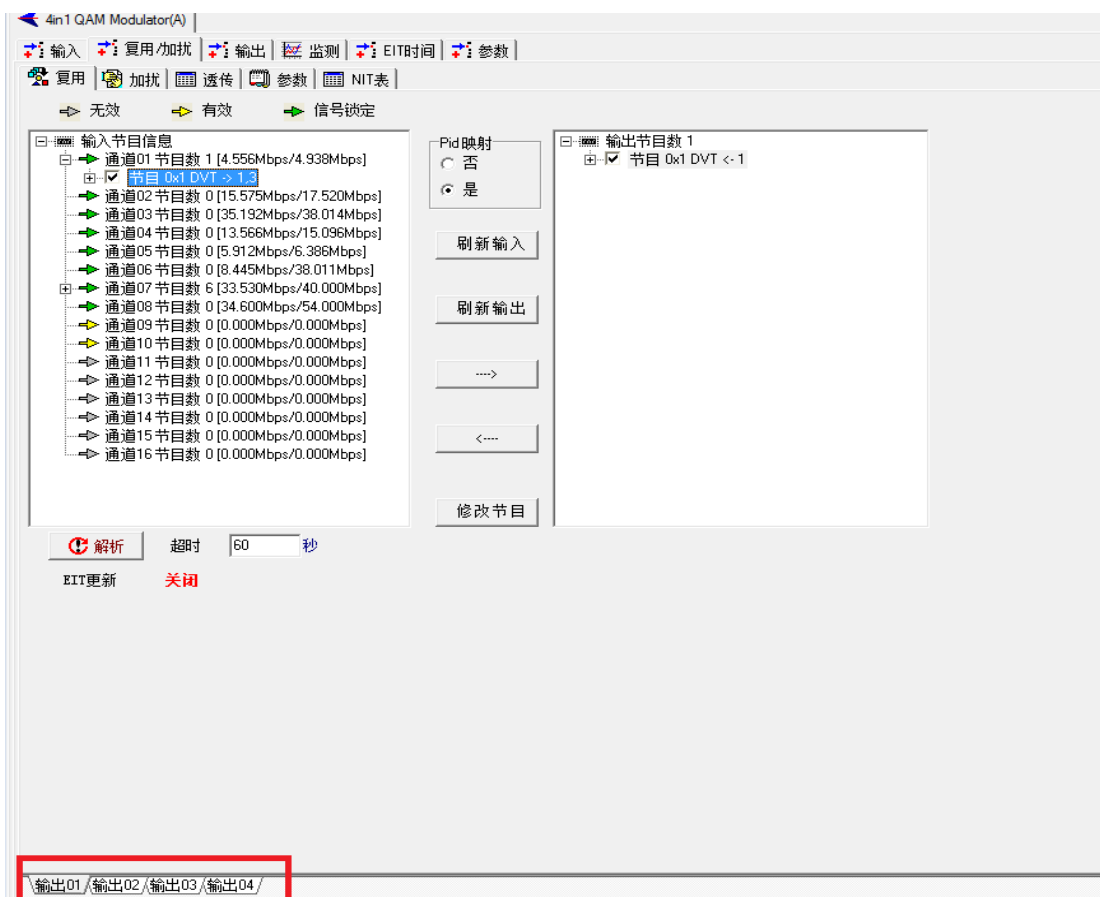 4in1 QAM Modulator(A)
输入 复用/加扰 输出 监测 EIT时间 参数
复用 加扰 透传 参数 NIT表
无效 有效 信号锁定
输入节目信息
通道01 节目数 1 [4.556Mbps/4.938Mbps]
节目 0x1 DVT -> 1,3
通道02 节目数 0 [15.575Mbps/17.520Mbps]
通道03 节目数 0 [35.192Mbps/38.014Mbps]
通道04 节目数 0 [13.566Mbps/15.096Mbps]
通道05 节目数 0 [5.912Mbps/6.386Mbps]
通道06 节目数 0 [8.445Mbps/38.011Mbps]
通道07 节目数 6 [33.530Mbps/40.000Mbps]
通道08 节目数 0 [34.600Mbps/54.000Mbps]
通道09 节目数 0 [0.000Mbps/0.000Mbps]
通道10 节目数 0 [0.000Mbps/0.000Mbps]
通道11 节目数 0 [0.000Mbps/0.000Mbps]
通道12 节目数 0 [0.000Mbps/0.000Mbps]
通道13 节目数 0 [0.000Mbps/0.000Mbps]
通道14 节目数 0 [0.000Mbps/0.000Mbps]
通道15 节目数 0 [0.000Mbps/0.000Mbps]
通道16 节目数 0 [0.000Mbps/0.000Mbps]
Pid映射
否
是
刷新输入
刷新输出
---->
<----
修改节目
输出节目数 1
节目 0x1 DVT <- 1
解析 超时 60 秒
EIT更新 关闭
输出01 输出02 输出03 输出04